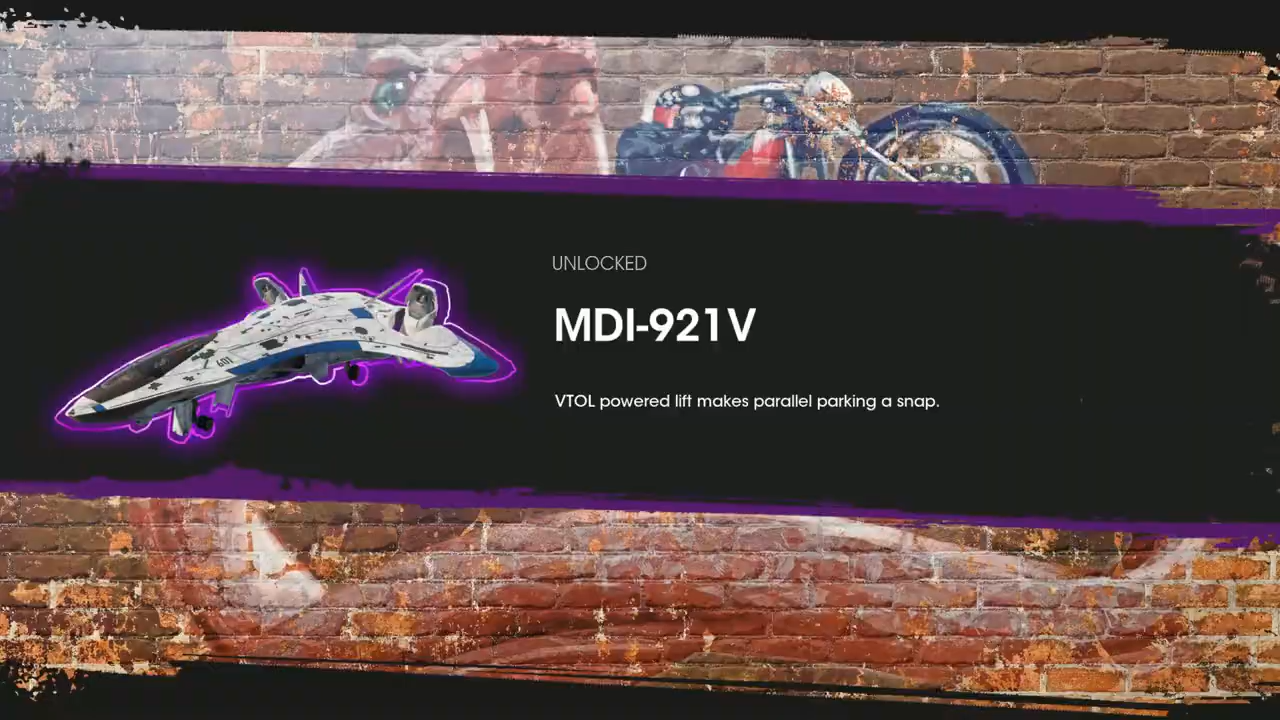 UNLOCKED
MDI-921V
VTOL powered lift makes parallel parking a snap.